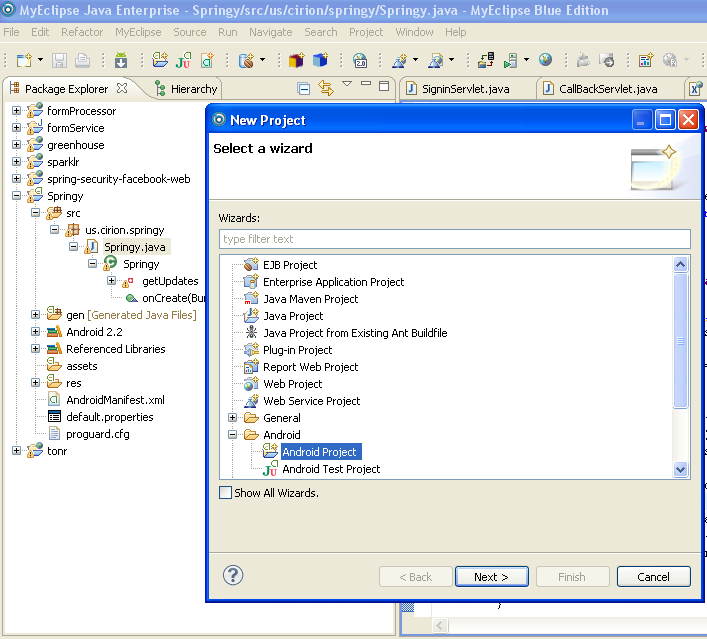 MyEclipse Java Enterprise - Springy/src/us/cirion/springy/Springy.java - MyEclipse Blue Edition
File Edit Refactor MyEclipse Source Run Navigate Search Project Window Help
Package Explorer Hierarchy SigninServlet.java CallBackServlet.java
formProcessor
formService
greenhouse
sparklr
spring-security-facebook-web
Springy
src
us.cirion.springy
Springy.java
Springy
getUpdates
onCreate(Bu
gen [Generated Java Files]
Android 2.2
Referenced Libraries
assets
res
AndroidManifest.xml
default.properties
proguard.cfg
tonr
New Project
Select a wizard
Wizards:
type filter text
EJB Project
Enterprise Application Project
Java Maven Project
Java Project
Java Project from Existing Ant Buildfile
Plug-in Project
Report Web Project
Web Project
Web Service Project
General
Android
Android Project
Android Test Project
Show All Wizards.
< Back Next > Finish Cancel